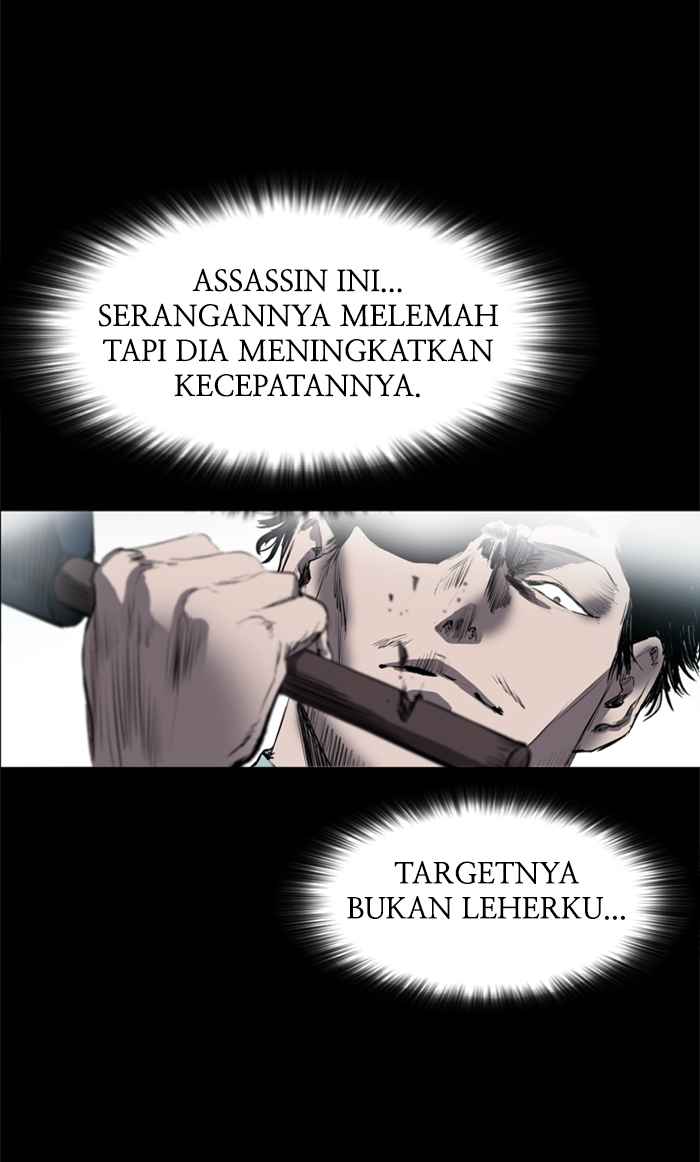 ASSASSIN INI...
SERANGANNYA MELEMAH
TAPI DIA MENINGKATKAN
KECEPATANNYA.
TARGETNYA
BUKAN LEHERKU...